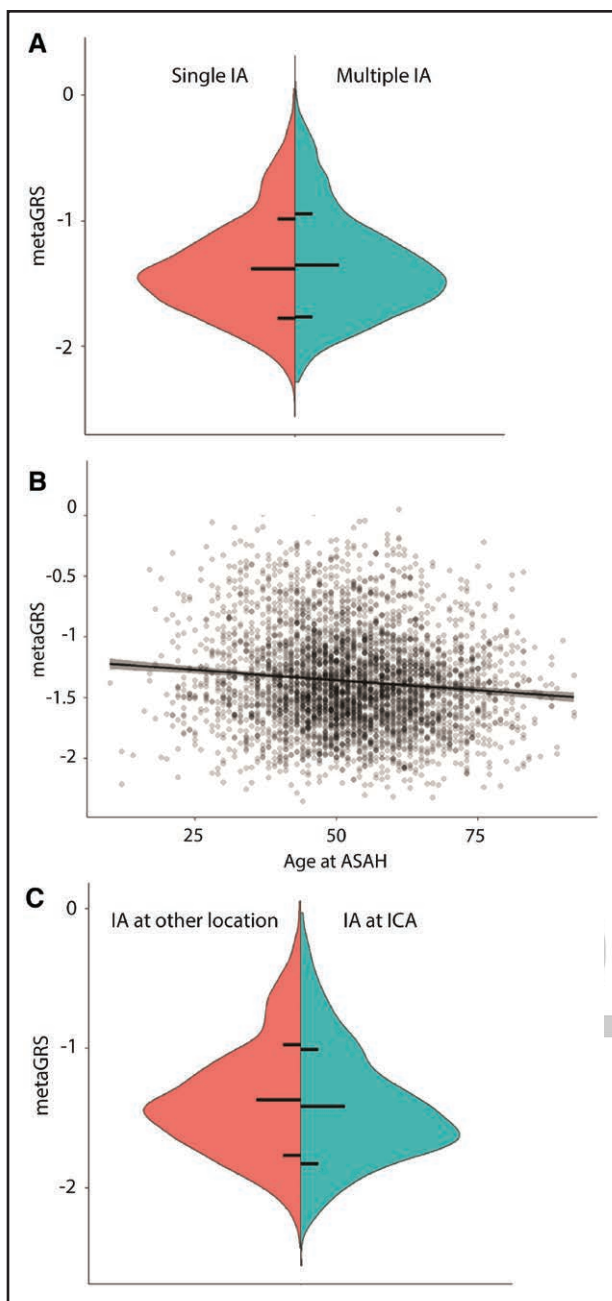 A
Single IA
Multiple IA
0
-1
-2
metaGRS
B
0
-0.5
-1
-1.5
-2
metaGRS
25
50
75
Age at ASAH
C
IA at other location
IA at ICA
0
-1
-2
metaGRS